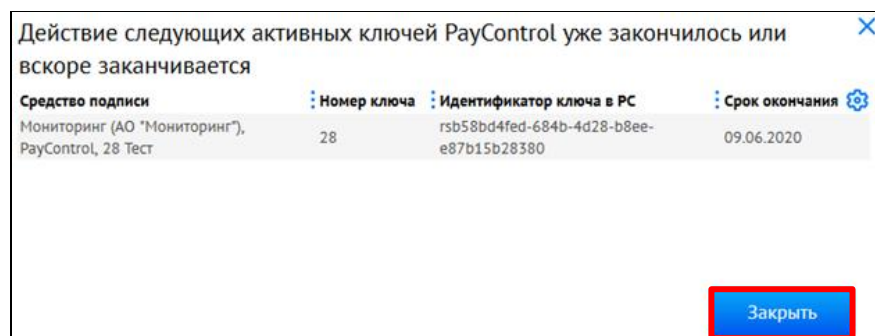 Действие следующих активных ключей PayControl уже закончилось или
вскоре заканчивается
Средство подписи Номер ключа Идентификатор ключа в PC Срок окончания
Мониторинг (АО "Мониторинг"), PayControl, 28 Тест 28 rsb58bd4fed-684b-4d28-b8ee-e87b15b28380 09.06.2020
Закрыть